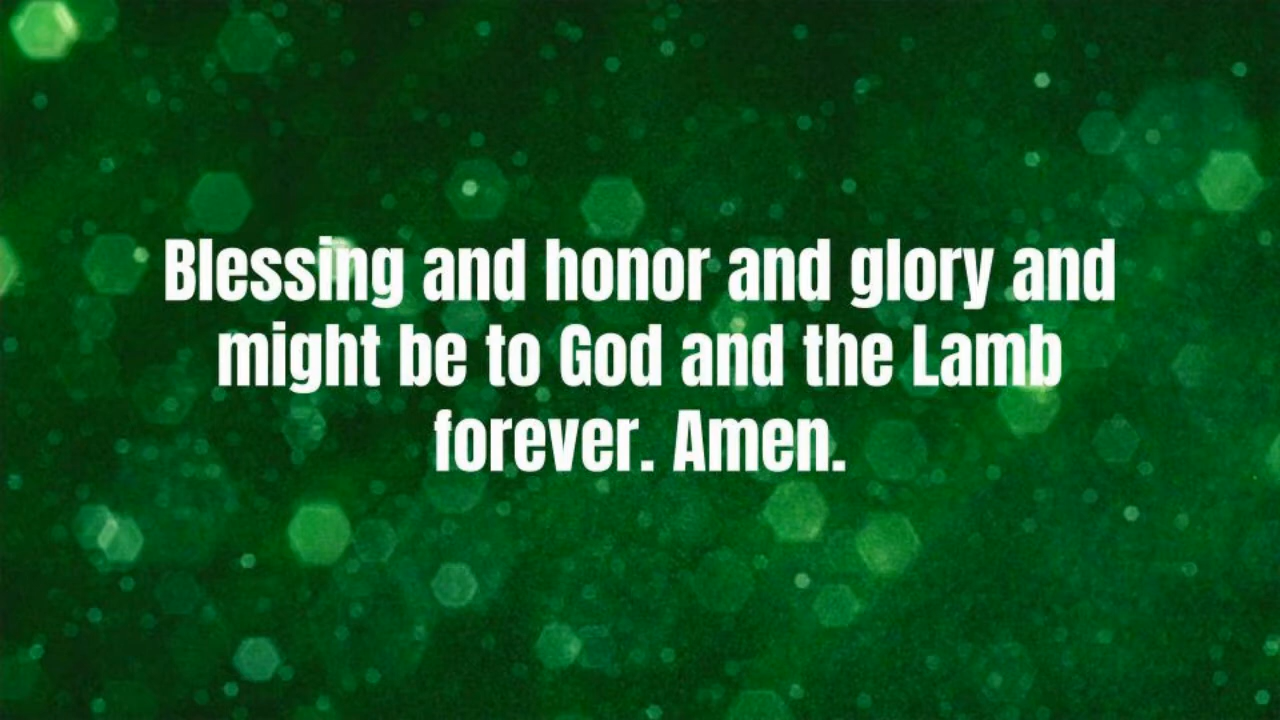 Blessing and honor and glory and
might be to God and the Lamb
forever. Amen.